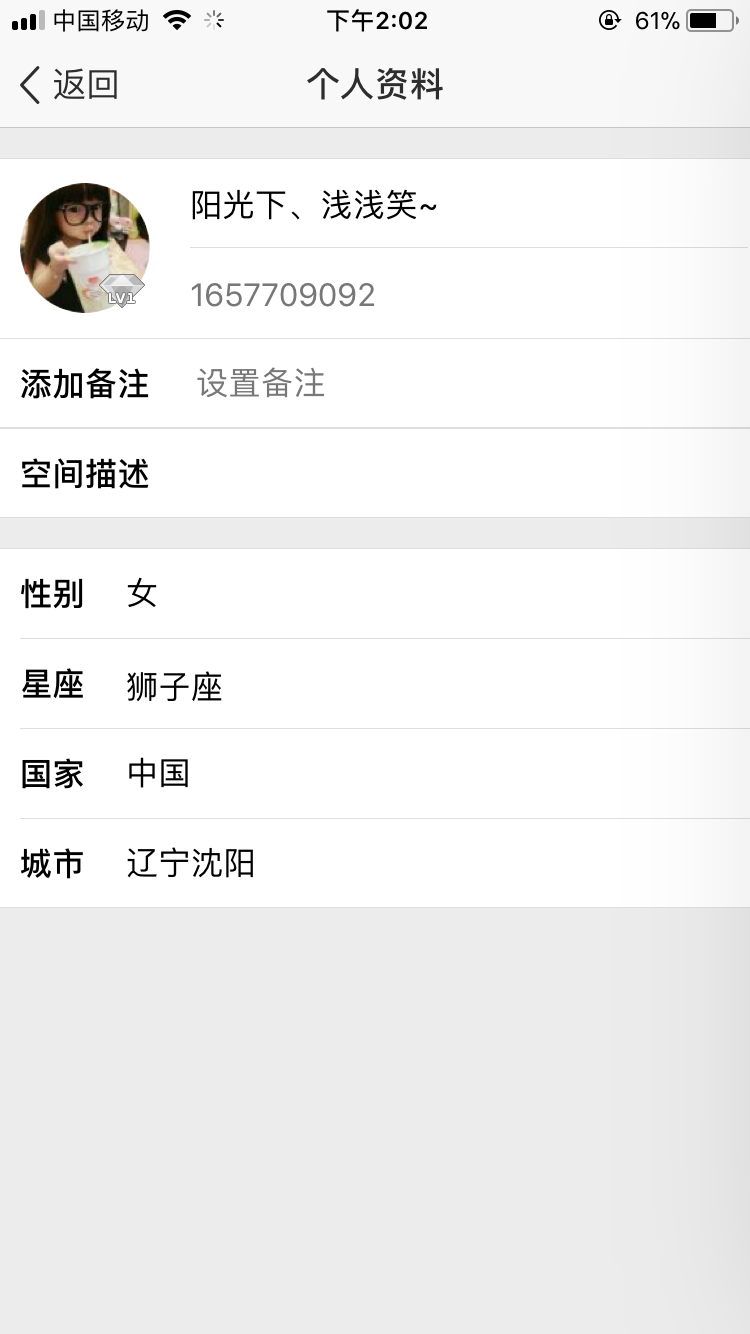 中国移动 下午2:02 61%
返回 个人资料
阳光下、浅浅笑~
LV1
1657709092
添加备注 设置备注
空间描述
性别 女
星座 狮子座
国家 中国
城市 辽宁沈阳